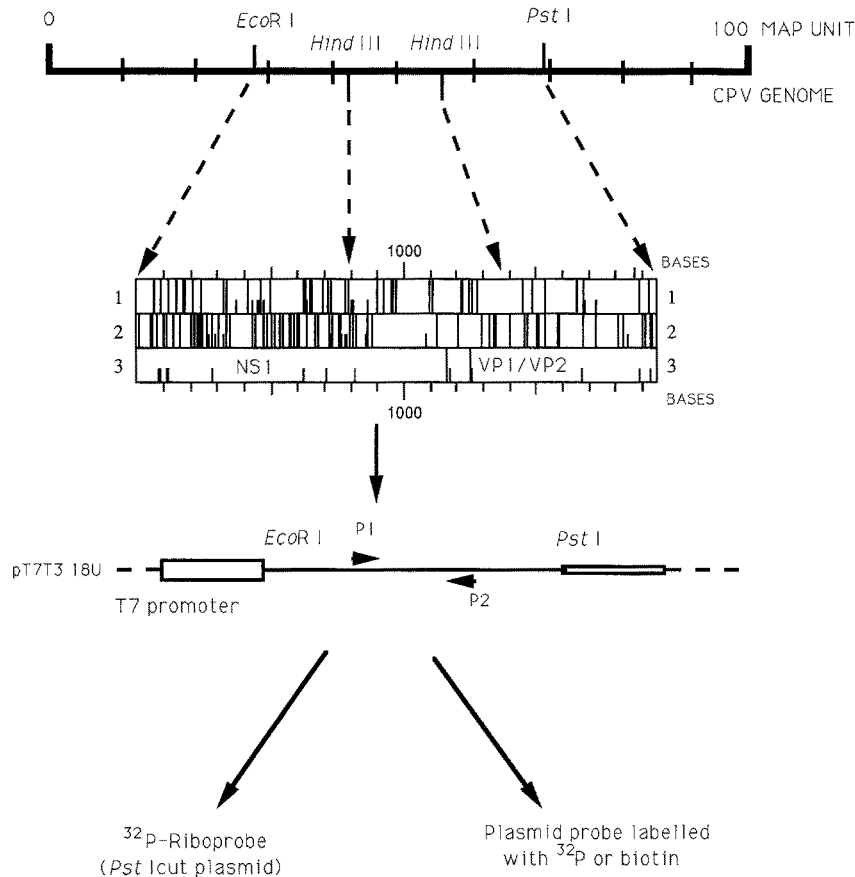 0
EcoR I
Hind III
Hind III
Pst I
100 MAP UNIT
CPV GENOME
1000
BASES
1
1
2
2
3
NS1
VP1/VP2
3
1000
BASES
P1
EcoR I
Pst I
pT7T3 18U
P2
T7 promoter
32P-Riboprobe
(Pst Icut plasmid)
Plasmid probe labelled
with 32P or biotin